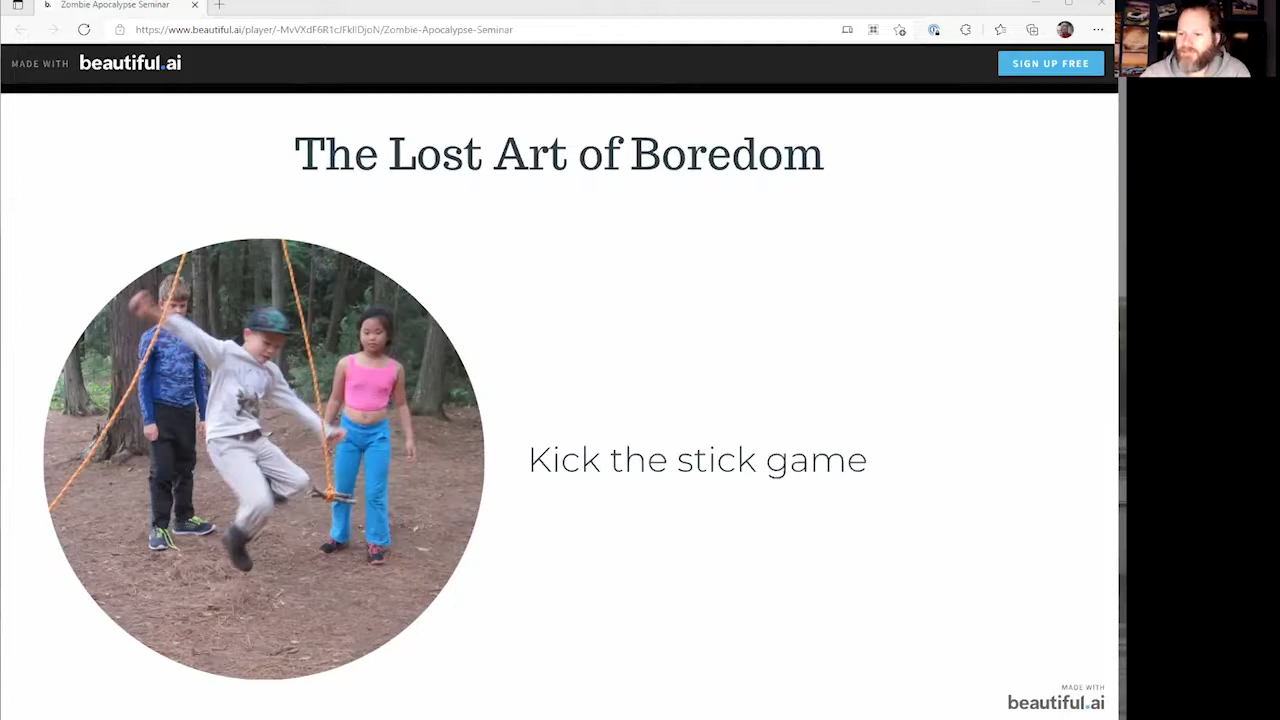 Zombie Apocalypse Seminar
https://www.beautiful.ai/player/-MvVXdF6R1cJFkIlDjoN/Zombie-Apocalypse-Seminar
MADE WITH beautiful.ai
SIGN UP FREE
The Lost Art of Boredom
Kick the stick game
MADE WITH
beautiful.ai